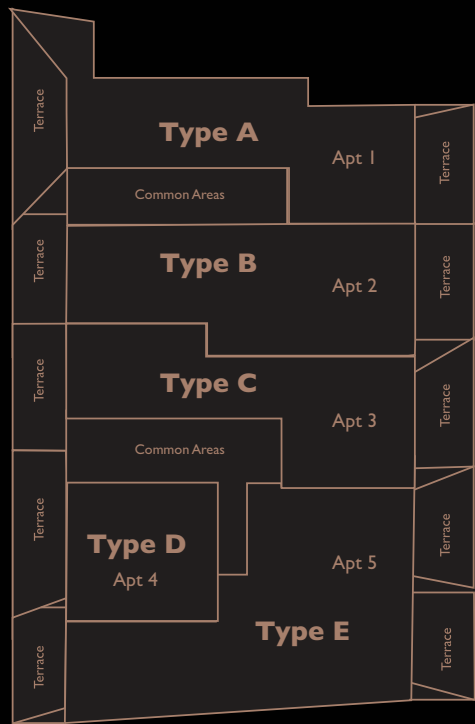 Terrace
Type A
Apt 1
Terrace
Common Areas
Terrace
Type B
Apt 2
Terrace
Terrace
Type C
Apt 3
Terrace
Common Areas
Terrace
Type D
Apt 4
Apt 5
Terrace
Type E
Terrace
Terrace